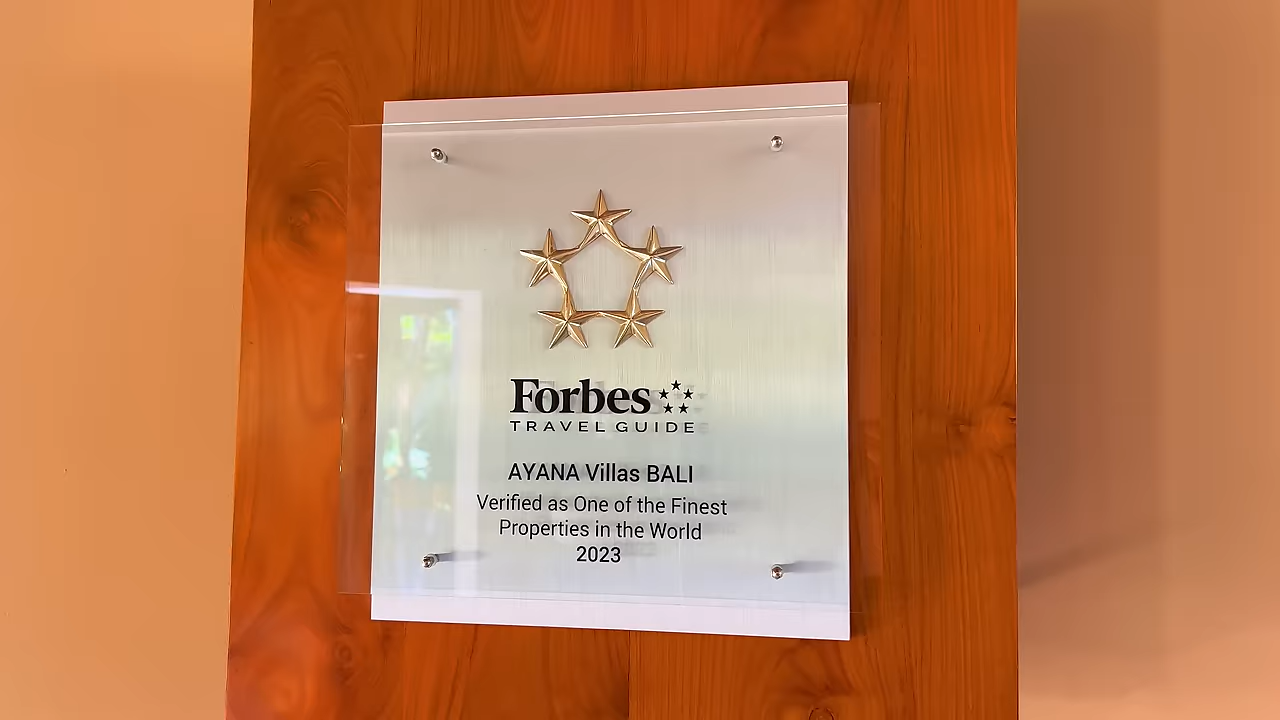 Forbes
TRAVEL GUIDE
AYANA Villas BALI
Verified as One of the Finest
Properties in the World
2023